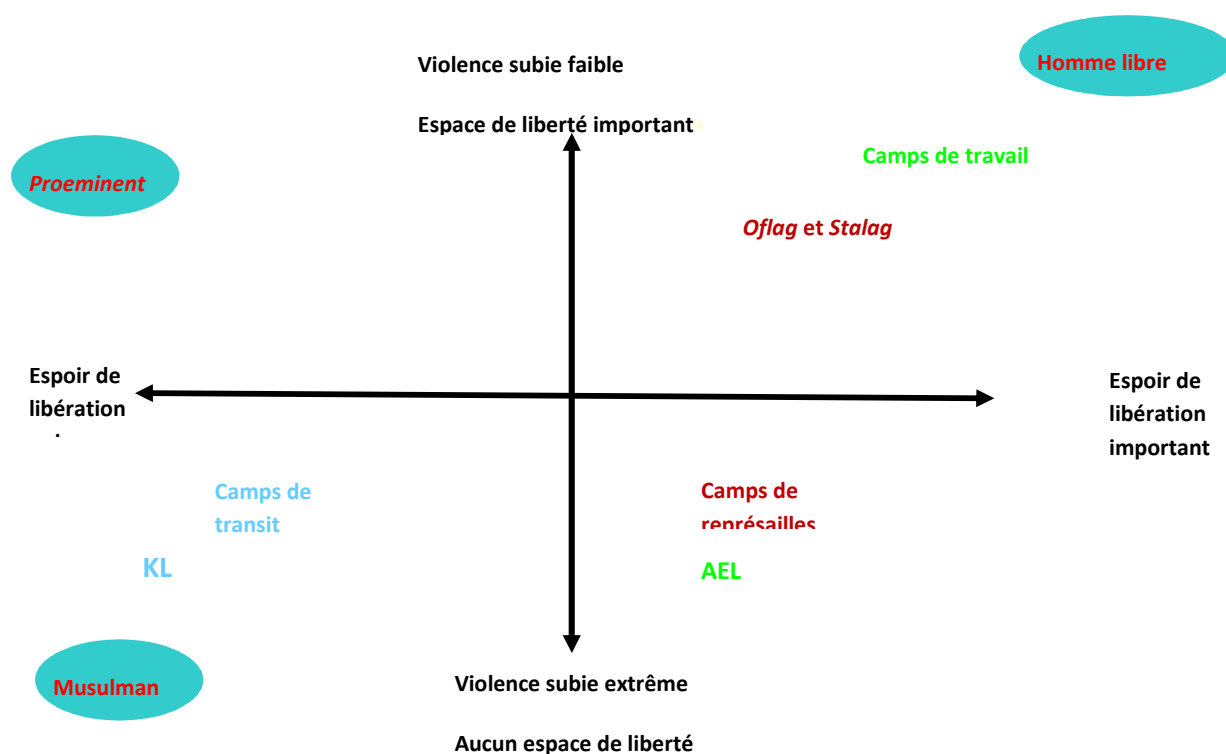 Violence subie faible
Homme libre
Espace de liberté important
Camps de travail
Proeminent
Oflag et Stalag
Espoir de
libération
Espoir de
libération
important
Camps de
transit
Camps de
représailles
KL
AEL
Musulman
Violence subie extrême
Aucun espace de liberté